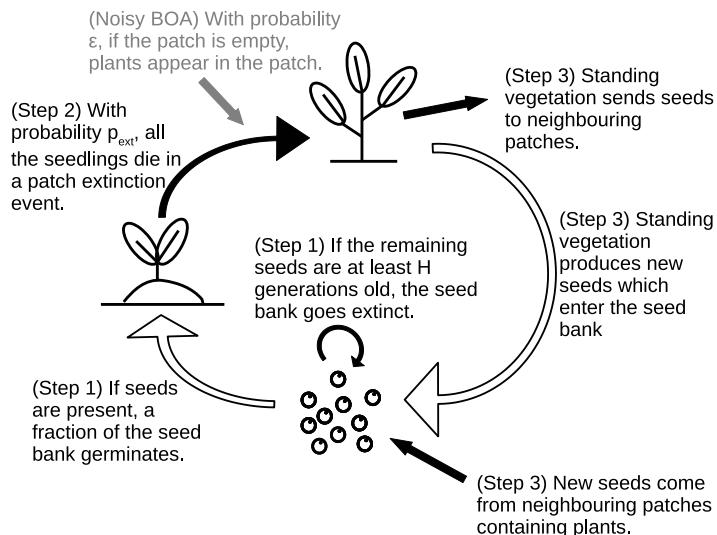 (Noisy BOA) With probability
ε, if the patch is empty,
plants appear in the patch.
(Step 2) With
probability pext, all
the seedlings die in
a patch extinction
event.
(Step 3) Standing
vegetation sends seeds
to neighbouring
patches.
(Step 1) If the remaining
seeds are at least H
generations old, the seed
bank goes extinct.
(Step 3) Standing
vegetation
produces new
seeds which
enter the seed
bank
(Step 1) If seeds
are present, a
fraction of the seed
bank germinates.
(Step 3) New seeds come
from neighbouring patches
containing plants.